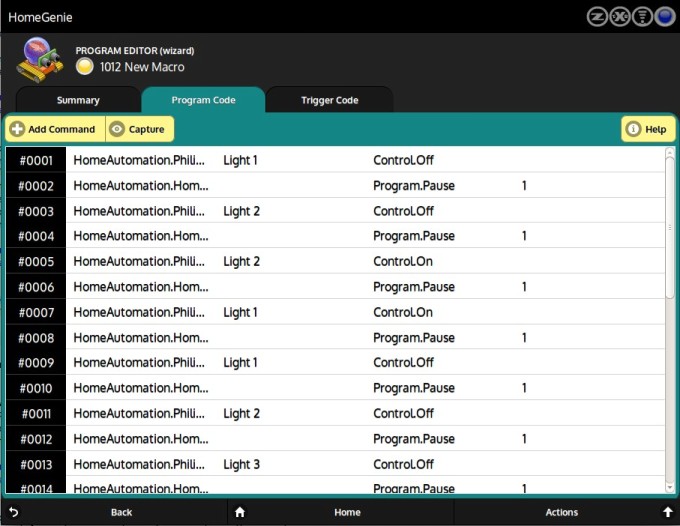 HomeGenie
PROGRAM EDITOR (wizard)
1012 New Macro
Summary Program Code Trigger Code
Add Command Capture Help
#0001 HomeAutomation.Phili... Light 1 Control.Off
#0002 HomeAutomation.Hom... Program.Pause 1
#0003 HomeAutomation.Phili... Light 2 Control.Off
#0004 HomeAutomation.Hom... Program.Pause 1
#0005 HomeAutomation.Phili... Light 2 Control.On
#0006 HomeAutomation.Hom... Program.Pause 1
#0007 HomeAutomation.Phili... Light 1 Control.On
#0008 HomeAutomation.Hom... Program.Pause 1
#0009 HomeAutomation.Phili... Light 1 Control.Off
#0010 HomeAutomation.Hom... Program.Pause 1
#0011 HomeAutomation.Phili... Light 2 Control.Off
#0012 HomeAutomation.Hom... Program.Pause 1
#0013 HomeAutomation.Phili... Light 3 Control.Off
#0014 HomeAutomation.Hom... Program.Pause 1
Back Home Actions